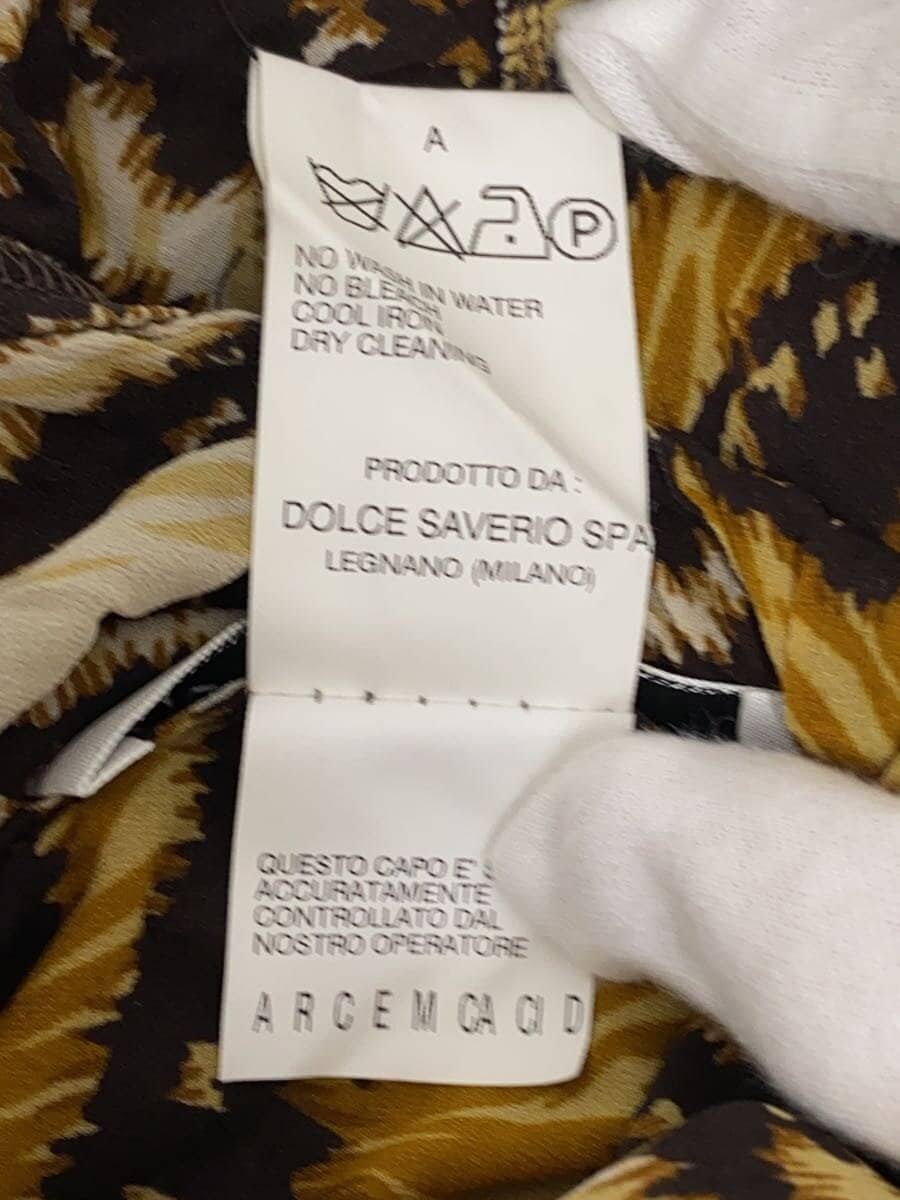 A
P
NO WASH IN WATER
NO BLEACH
COOL IRON
DRY CLEANING
PRODOTTO DA :
DOLCE SAVERIO SPA
LEGNANO (MILANO)
QUESTO CAPO E'
ACCURATAMENTE
CONTROLLATO DAL
NOSTRO OPERATORE
A R C E M CA CI D